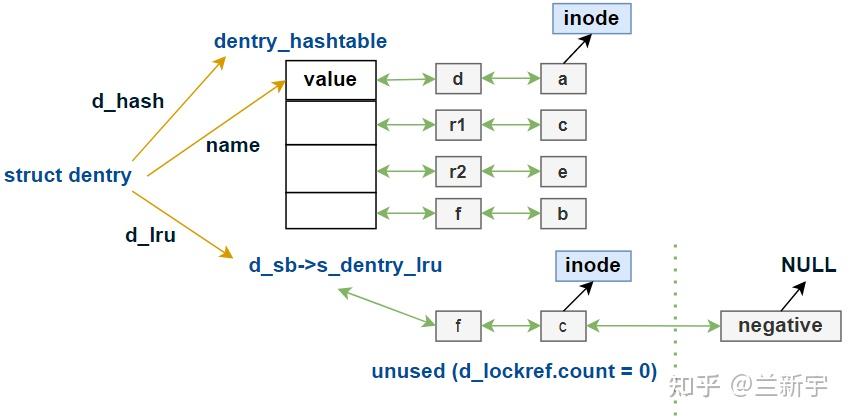 inode
dentry_hashtable
value
d
a
d_hash
r1
c
name
struct dentry
r2
e
d_lru
f
b
d_sb->s_dentry_lru
inode
NULL
f
c
negative
unused (d_lockref.count = 0)
知乎 @兰新宇